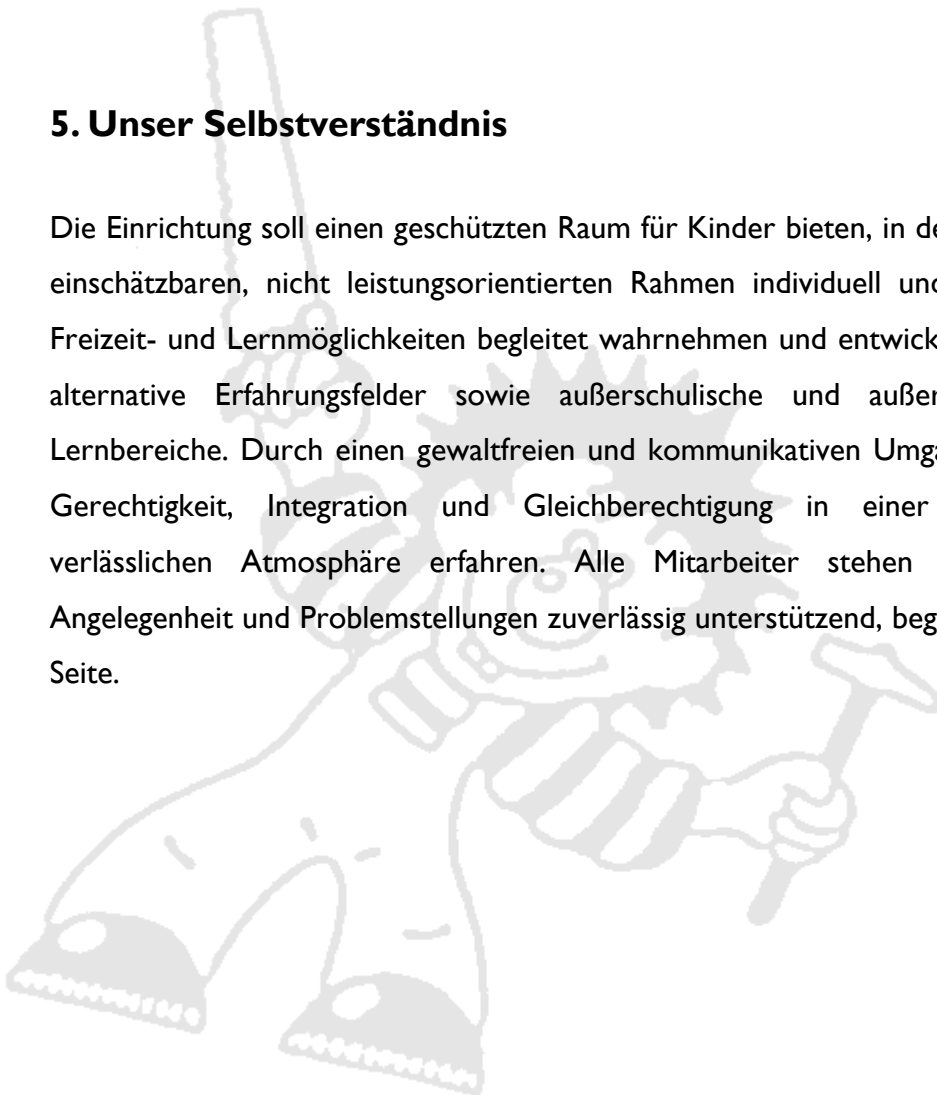 5. Unser Selbstverständnis
Die Einrichtung soll einen geschützten Raum für Kinder bieten, in de
einschätzbaren, nicht leistungsorientierten Rahmen individuell und
Freizeit- und Lernmöglichkeiten begleitet wahrnehmen und entwick
alternative Erfahrungsfelder sowie außerschulische und außer
Lernbereiche. Durch einen gewaltfreien und kommunikativen Umga
Gerechtigkeit, Integration und Gleichberechtigung in einer
verlässlichen Atmosphäre erfahren. Alle Mitarbeiter stehen
Angelegenheit und Problemstellungen zuverlässig unterstützend, beg
Seite.